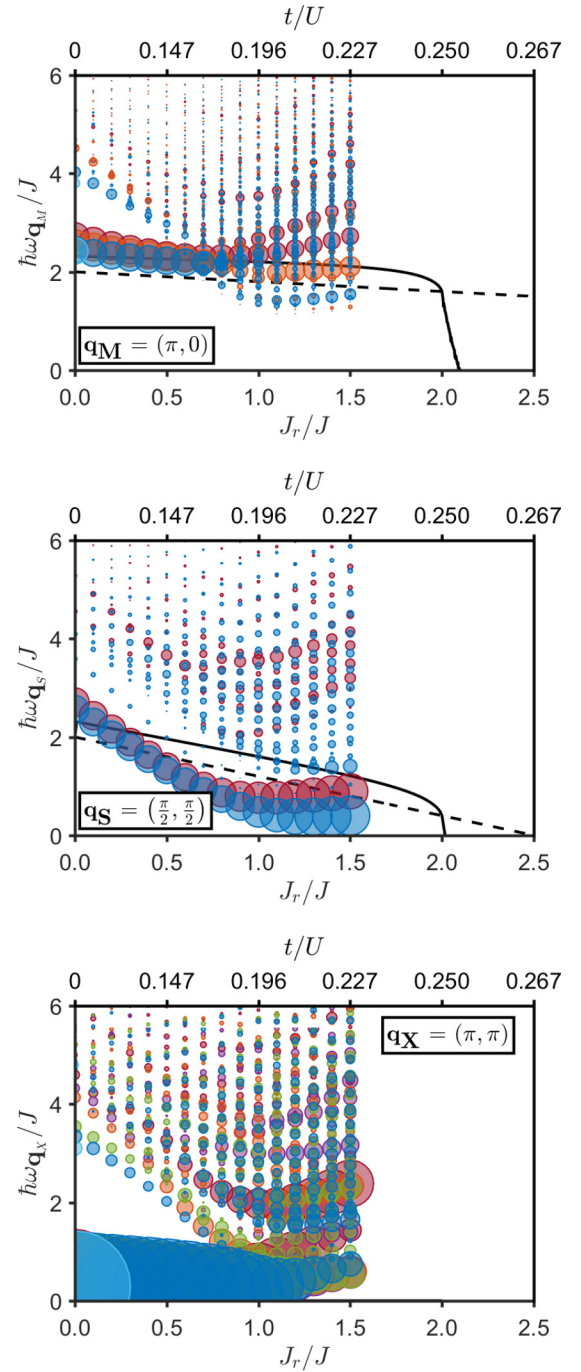 t/U
0 0.147 0.196 0.227 0.250 0.267
6
4
2
0
ħω_{q_M}/J
q_M = (π, 0)
0.0 0.5 1.0 1.5 2.0 2.5
J_r/J
t/U
0 0.147 0.196 0.227 0.250 0.267
6
4
2
0
ħω_{q_S}/J
q_S = (π/2, π/2)
0.0 0.5 1.0 1.5 2.0 2.5
J_r/J
t/U
0 0.147 0.196 0.227 0.250 0.267
6
q_X = (π, π)
4
2
0
ħω_{q_X}/J
0.0 0.5 1.0 1.5 2.0 2.5
J_r/J